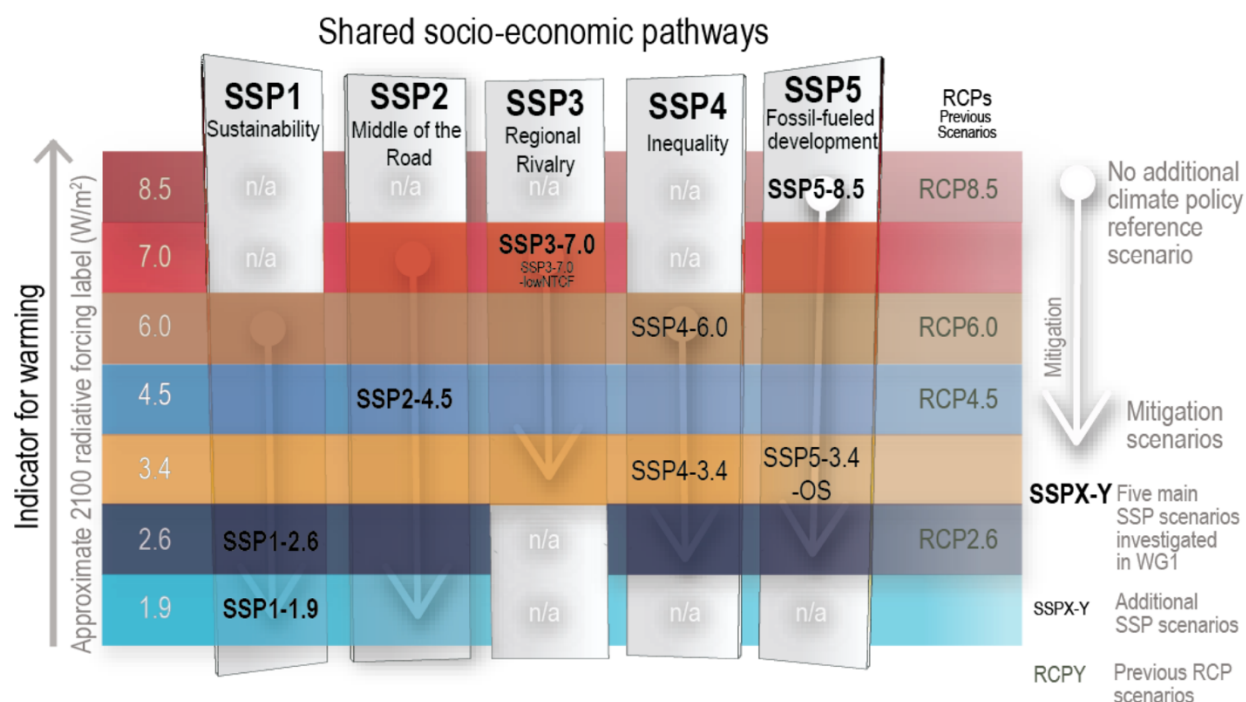 Shared socio-economic pathways
SSP1
Sustainability
SSP2
Middle of the
Road
SSP3
Regional
Rivalry
SSP4
Inequality
SSP5
Fossil-fueled
development
RCPs
Previous
Scenarios
Indicator for warming
Approximate 2100 radiative forcing label (W/m²)
8.5
n/a
n/a
n/a
n/a
SSP5-8.5
RCP8.5
7.0
n/a
SSP3-7.0
SSP3-7.0
-lowNTCF
n/a
6.0
SSP4-6.0
RCP6.0
4.5
SSP2-4.5
RCP4.5
3.4
SSP4-3.4
SSP5-3.4
-OS
2.6
SSP1-2.6
n/a
RCP2.6
1.9
SSP1-1.9
n/a
n/a
n/a
No additional
climate policy
reference
scenario
Mitigation
Mitigation
scenarios
SSPX-Y Five main
SSP scenarios
investigated
in WG1
SSPX-Y Additional
SSP scenarios
RCPY Previous RCP
scenarios